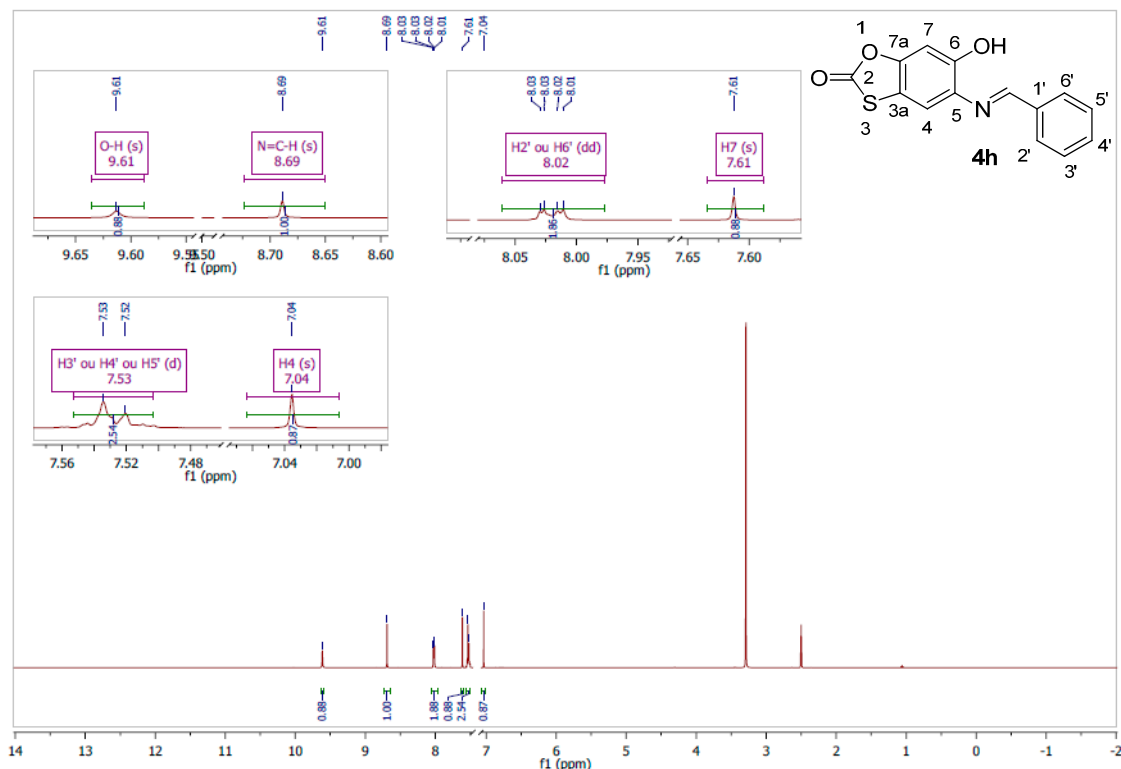 9.61
8.69
8.03
8.03
8.02
8.01
7.61
7.04
1
O
7a
7
6
OH
O
2
S
3
3a
4
5
N
1'
6'
5'
4'
3'
2'
4h
9.61
8.69
O-H (s)
9.61
N=C-H (s)
8.69
0.88
1.00
9.65 9.60 8.70 8.65 8.60
f1 (ppm)
8.03
8.03
8.02
8.01
7.61
H2' ou H6' (dd)
8.02
H7 (s)
7.61
0.88
8.05 8.00 7.95 7.65 7.60
f1 (ppm)
7.53
7.52
7.04
H3' ou H4' ou H5' (d)
7.53
H4 (s)
7.04
2.54
0.87
7.56 7.52 7.48 7.04 7.00
f1 (ppm)
0.88
1.00
1.88
0.88
2.54
0.87
14 13 12 11 10 9 8 7 6 5 4 3 2 1 0 -1 -2
f1 (ppm)